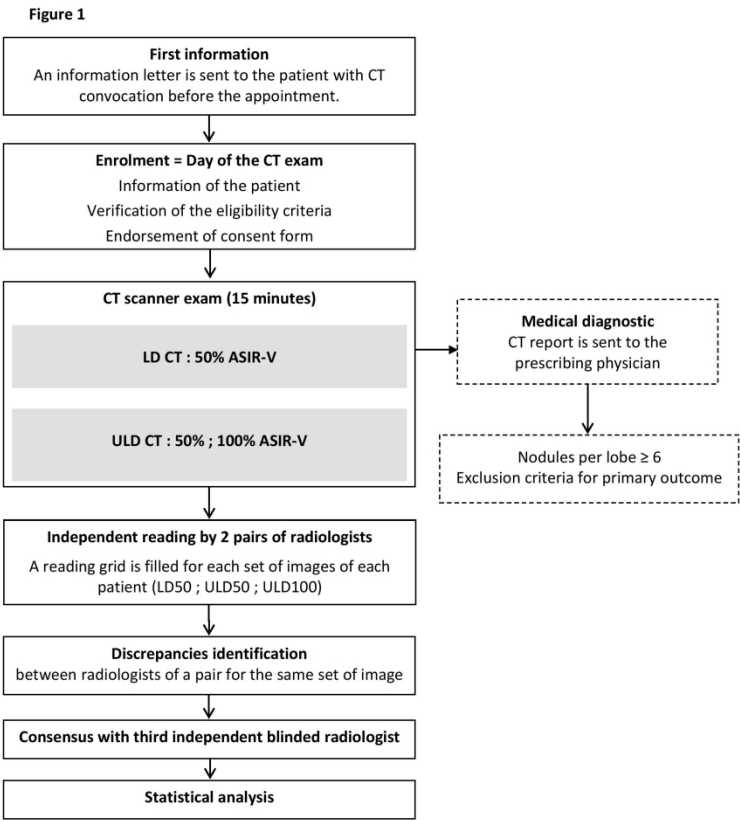 Figure 1
First information
An information letter is sent to the patient with CT
convocation before the appointment.
Enrolment = Day of the CT exam
Information of the patient
Verification of the eligibility criteria
Endorsement of consent form
CT scanner exam (15 minutes)
LD CT : 50% ASIR-V
ULD CT : 50% ; 100% ASIR-V
Medical diagnostic
CT report is sent to the
prescribing physician
Nodules per lobe ≥ 6
Exclusion criteria for primary outcome
Independent reading by 2 pairs of radiologists
A reading grid is filled for each set of images of each
patient (LD50 ; ULD50 ; ULD100)
Discrepancies identification
between radiologists of a pair for the same set of image
Consensus with third independent blinded radiologist
Statistical analysis